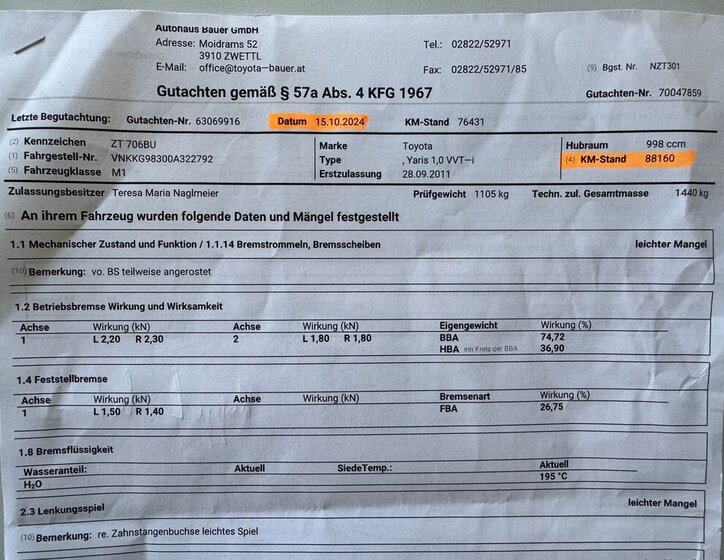 Autohaus Bauer GmbH
Adresse: Moidrams 52
3910 ZWETTL
E-Mail: office@toyota-bauer.at
Tel.: 02822/52971
Fax: 02822/52971/85
(9) Bgst. Nr. NZT301
Gutachten gemäß § 57a Abs. 4 KFG 1967
Gutachten-Nr. 70047859
Letzte Begutachtung: Gutachten-Nr. 63069916 Datum 15.10.2024 KM-Stand 76431
(2) Kennzeichen ZT 706BU Marke Toyota Hubraum 998 ccm
(1) Fahrgestell-Nr. VNKKG98300A322792 Type , Yaris 1,0 VVT-i (4) KM-Stand 88160
(5) Fahrzeugklasse M1 Erstzulassung 28.09.2011
Zulassungsbesitzer Teresa Maria Naglmeier Prüfgewicht 1105 kg Techn. zul. Gesamtmasse 1440 kg
(6) An ihrem Fahrzeug wurden folgende Daten und Mängel festgestellt
1.1 Mechanischer Zustand und Funktion / 1.1.14 Bremstrommeln, Bremsscheiben leichter Mangel
(10) Bemerkung: vo. BS teilweise angerostet
1.2 Betriebsbremse Wirkung und Wirksamkeit
Achse Wirkung (kN) Achse Wirkung (kN) Eigengewicht Wirkung (%)
1 L 2,20 R 2,30 2 L 1,80 R 1,80 BBA 74,72
HBA ein Kreis der BBA 36,90
1.4 Feststellbremse
Achse Wirkung (kN) Achse Wirkung (kN) Bremsenart Wirkung (%)
1 L 1,50 R 1,40 FBA 26,75
1.8 Bremsflüssigkeit
Wasseranteil: Aktuell SiedeTemp.: Aktuell
H₂O 195 °C
2.3 Lenkungsspiel leichter Mangel
(10) Bemerkung: re. Zahnstangenbuchse leichtes Spiel